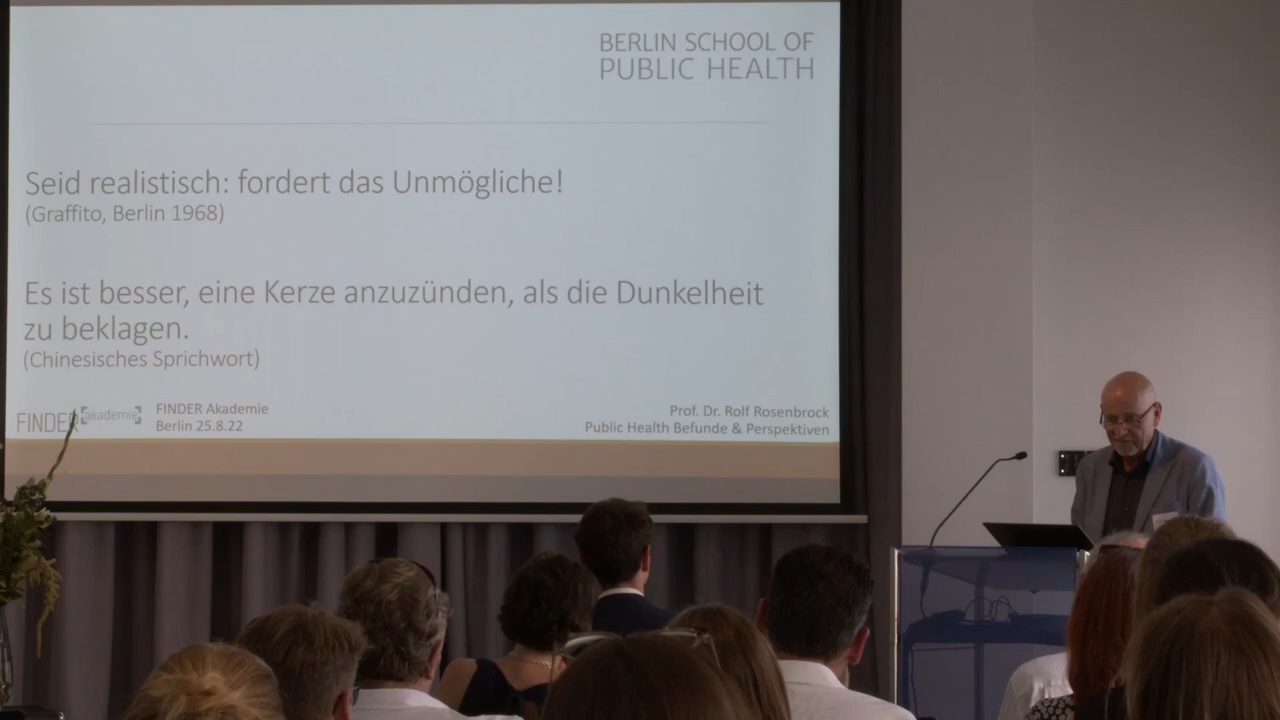 BERLIN SCHOOL OF
PUBLIC HEALTH
Seid realistisch: fordert das Unmögliche!
(Graffito, Berlin 1968)
Es ist besser, eine Kerze anzuzünden, als die Dunkelheit
zu beklagen.
(Chinesisches Sprichwort)
FINDER akademie
FINDER Akademie
Berlin 25.8.22
Prof. Dr. Rolf Rosenbrock
Public Health Befunde & Perspektiven